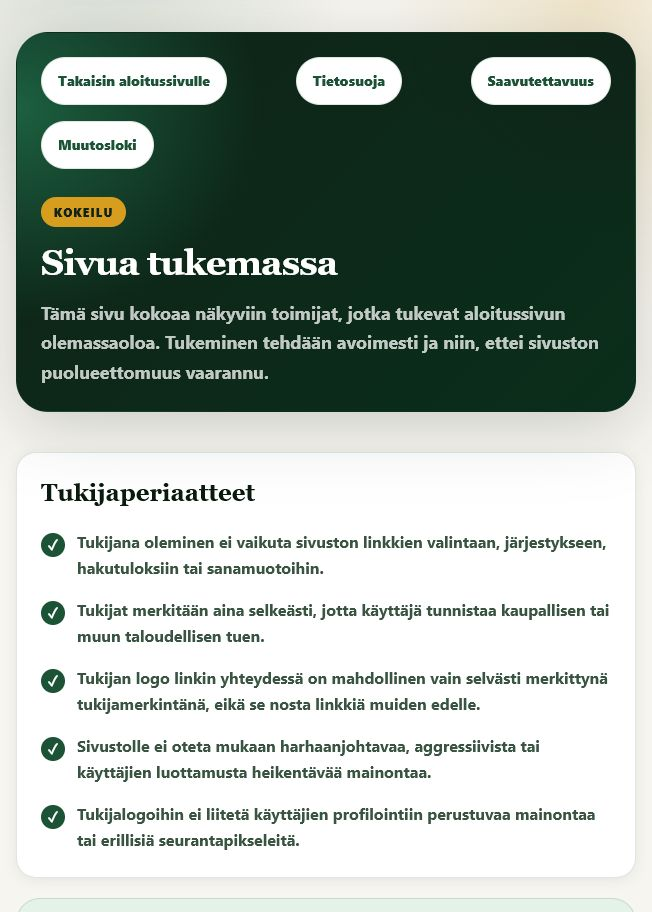 Takaisin aloitussivulle
Tietosuoja
Saavutettavuus
Muutosloki
KOKEILU
Sivua tukemassa
Tämä sivu kokoaa näkyviin toimijat, jotka tukevat aloitussivun
olemassaoloa. Tukeminen tehdään avoimesti ja niin, ettei sivuston
puolueettomuus vaarannu.
Tukijaperiaatteet
Tukijana oleminen ei vaikuta sivuston linkkien valintaan, järjestykseen,
hakutuloksiin tai sanamuotoihin.
Tukijat merkitään aina selkeästi, jotta käyttäjä tunnistaa kaupallisen tai
muun taloudellisen tuen.
Tukijan logo linkin yhteydessä on mahdollinen vain selvästi merkittynä
tukijamerkintänä, eikä se nosta linkkiä muiden edelle.
Sivustolle ei oteta mukaan harhaanjohtavaa, aggressiivista tai
käyttäjien luottamusta heikentävää mainontaa.
Tukijalogoihin ei liitetä käyttäjien profilointiin perustuvaa mainontaa
tai erillisiä seurantapikseleitä.